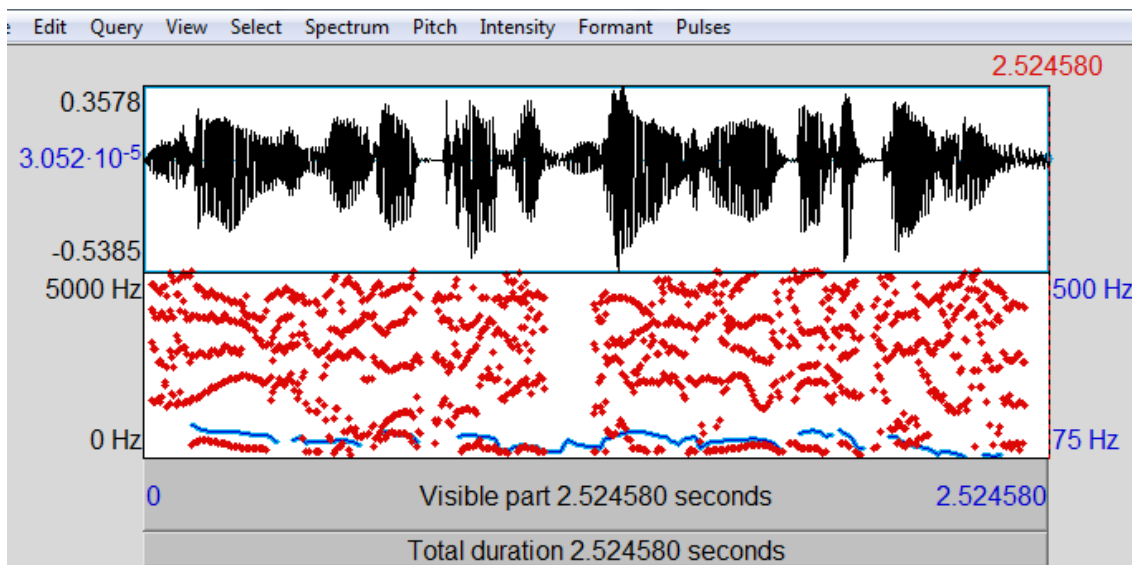 Edit Query View Select Spectrum Pitch Intensity Formant Pulses
2.524580
0.3578
3.052·10-5
-0.5385
5000 Hz 500 Hz
0 Hz 75 Hz
0 Visible part 2.524580 seconds 2.524580
Total duration 2.524580 seconds